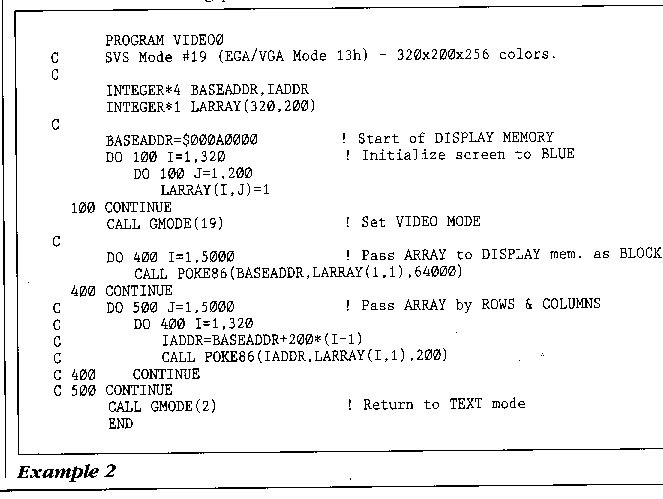 PROGRAM VIDEO0
C SVS Mode #19 (EGA/VGA Mode 13h) - 320x200x256 colors.
C
INTEGER*4 BASEADDR,IADDR
INTEGER*1 LARRAY(320,200)
C
BASEADDR=$000A0000 ! Start of DISPLAY MEMORY
DO 100 I=1,320 ! Initialize screen to BLUE
DO 100 J=1,200
LARRAY(I,J)=1
100 CONTINUE
CALL GMODE(19) ! Set VIDEO MODE
C
DO 400 I=1,5000 ! Pass ARRAY to DISPLAY mem. as BLOCK
CALL POKE86(BASEADDR,LARRAY(1,1),64000)
400 CONTINUE
C DO 500 J=1,5000 ! Pass ARRAY by ROWS & COLUMNS
C DO 400 I=1,320
C IADDR=BASEADDR+200*(I-1)
C CALL POKE86(IADDR,LARRAY(I,1),200)
C 400 CONTINUE
C 500 CONTINUE
CALL GMODE(2) ! Return to TEXT mode
END
Example 2